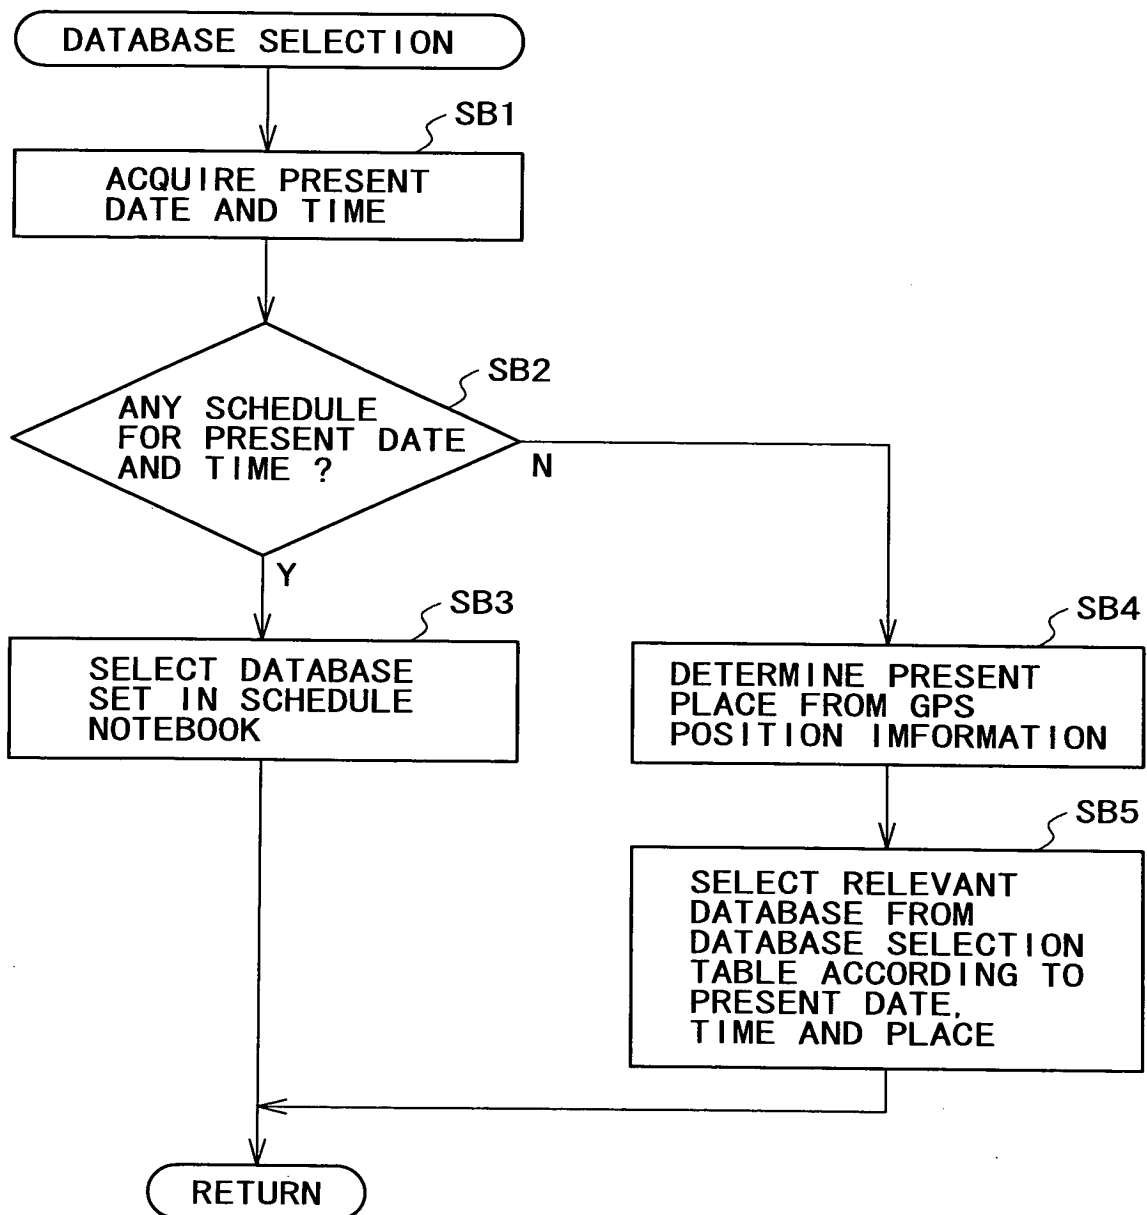 DATABASE SELECTION
SB1
ACQUIRE PRESENT
DATE AND TIME
SB2
ANY SCHEDULE
FOR PRESENT DATE
AND TIME ?
N
Y
SB3
SELECT DATABASE
SET IN SCHEDULE
NOTEBOOK
SB4
DETERMINE PRESENT
PLACE FROM GPS
POSITION IMFORMATION
SB5
SELECT RELEVANT
DATABASE FROM
DATABASE SELECTION
TABLE ACCORDING TO
PRESENT DATE,
TIME AND PLACE
RETURN